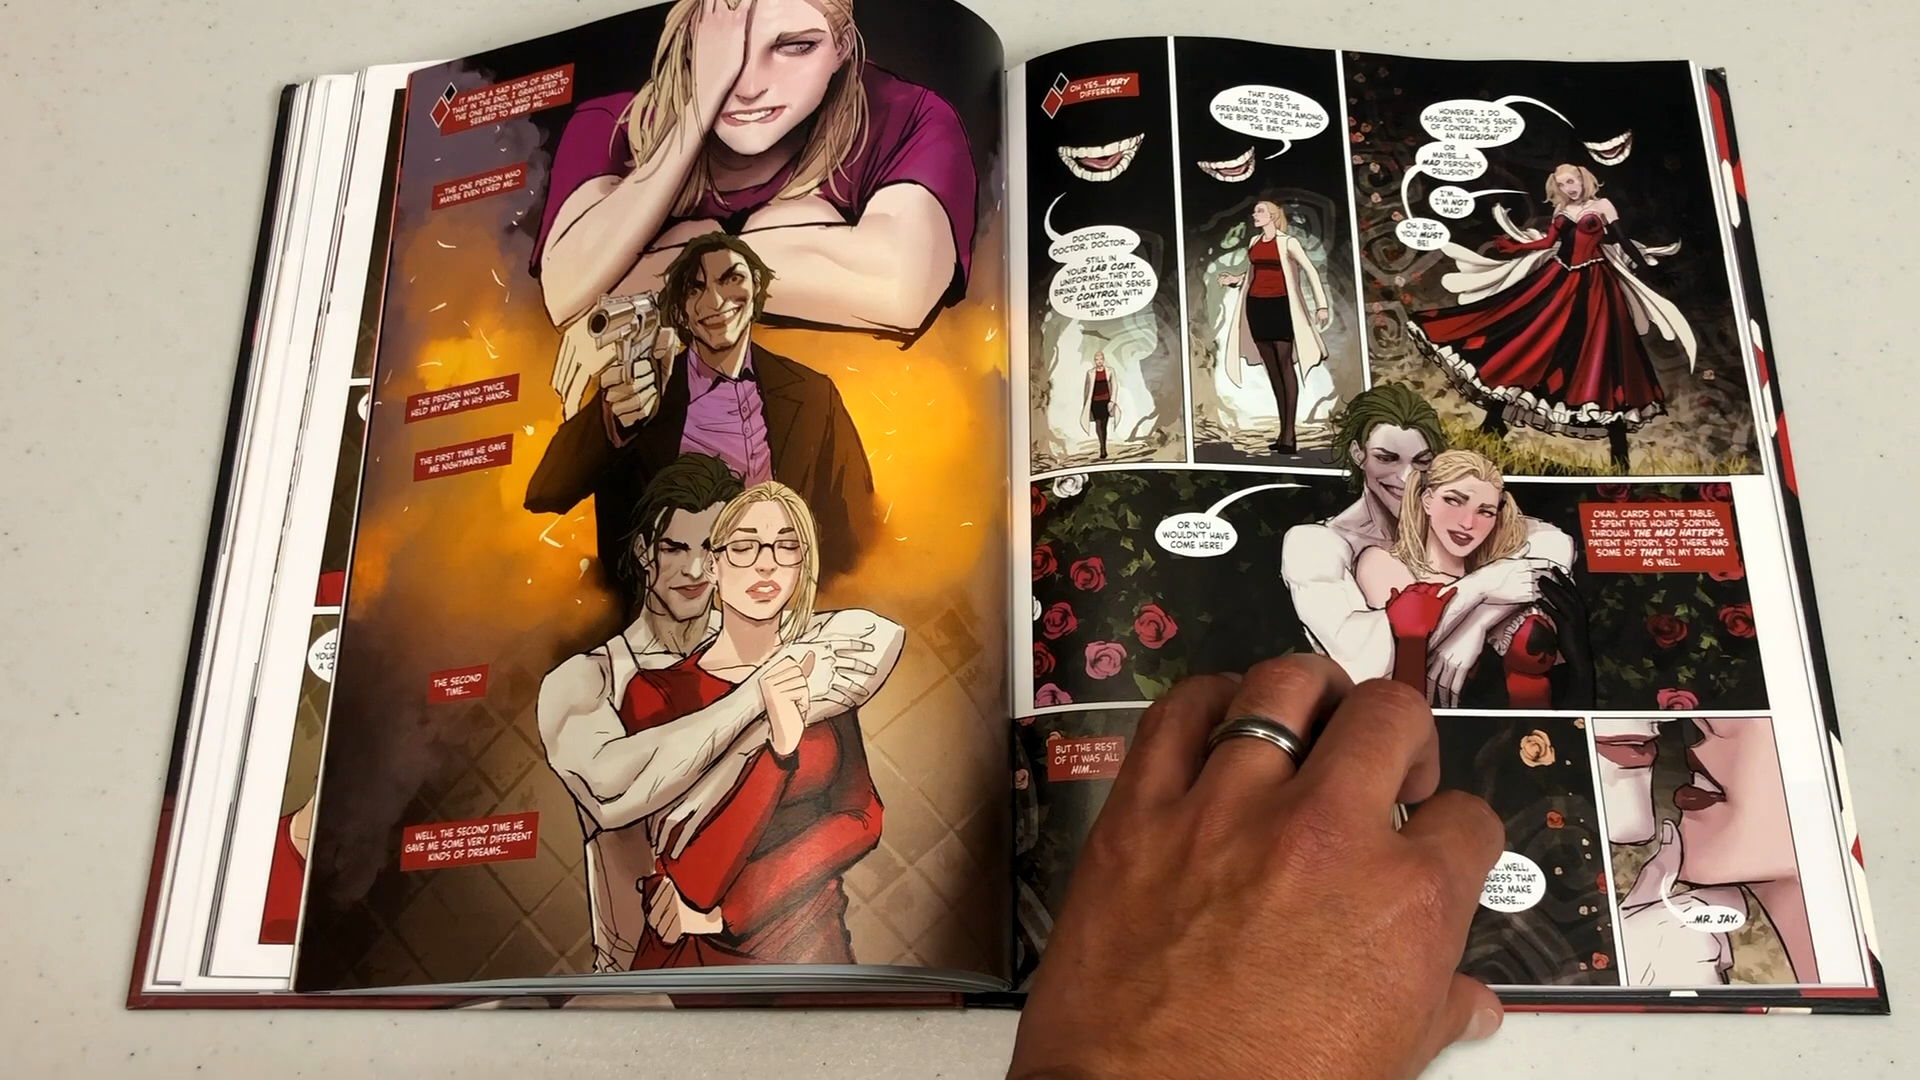 IT MADE A SAD KIND OF SENSE
THAT IN THE END, I GRAVITATED TO
THE ONE PERSON WHO ACTUALLY
SEEMED TO NEED ME...
...THE ONE PERSON WHO
MAYBE EVEN LIKED ME...
THE PERSON WHO TWICE
HELD MY LIFE IN HIS HANDS.
THE FIRST TIME HE GAVE
ME NIGHTMARES...
THE SECOND
TIME...
WELL, THE SECOND TIME HE
GAVE ME SOME VERY DIFFERENT
KINDS OF DREAMS...
OH YES...VERY
DIFFERENT.
DOCTOR,
DOCTOR, DOCTOR...
STILL IN
YOUR LAB COAT.
UNIFORMS...THEY DO
BRING A CERTAIN SENSE
OF CONTROL WITH
THEM, DON'T
THEY?
THAT DOES
SEEM TO BE THE
PREVAILING OPINION AMONG
THE BIRDS, THE CATS, AND
THE BATS...
HOWEVER, I DO
ASSURE YOU THIS SENSE
OF CONTROL IS JUST
AN ILLUSION!
OR
MAYBE...A
MAD PERSON'S
DELUSION?
I'M...
I'M NOT
MAD!
OH, BUT
YOU MUST
BE!
OR YOU
WOULDN'T HAVE
COME HERE!
OKAY, CARDS ON THE TABLE:
I SPENT FIVE HOURS SORTING
THROUGH THE MAD HATTER'S
PATIENT HISTORY, SO THERE WAS
SOME OF THAT IN MY DREAM
AS WELL.
BUT THE REST
OF IT WAS ALL
HIM...
...WELL,
GUESS THAT
DOES MAKE
SENSE...
...MR. JAY.